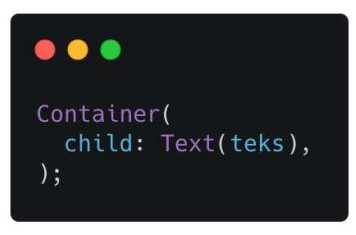 Container(
  child: Text(teks),
);